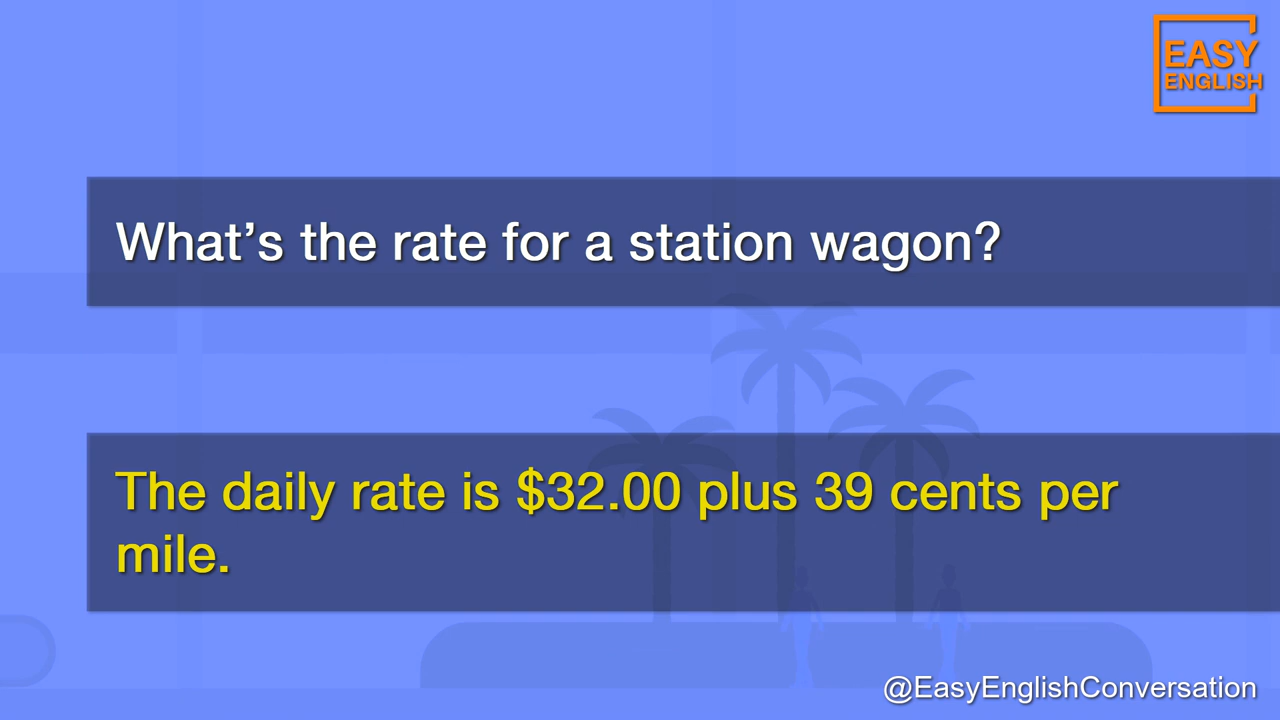 EASY
ENGLISH
What’s the rate for a station wagon?
The daily rate is $32.00 plus 39 cents per
mile.
@EasyEnglishConversation